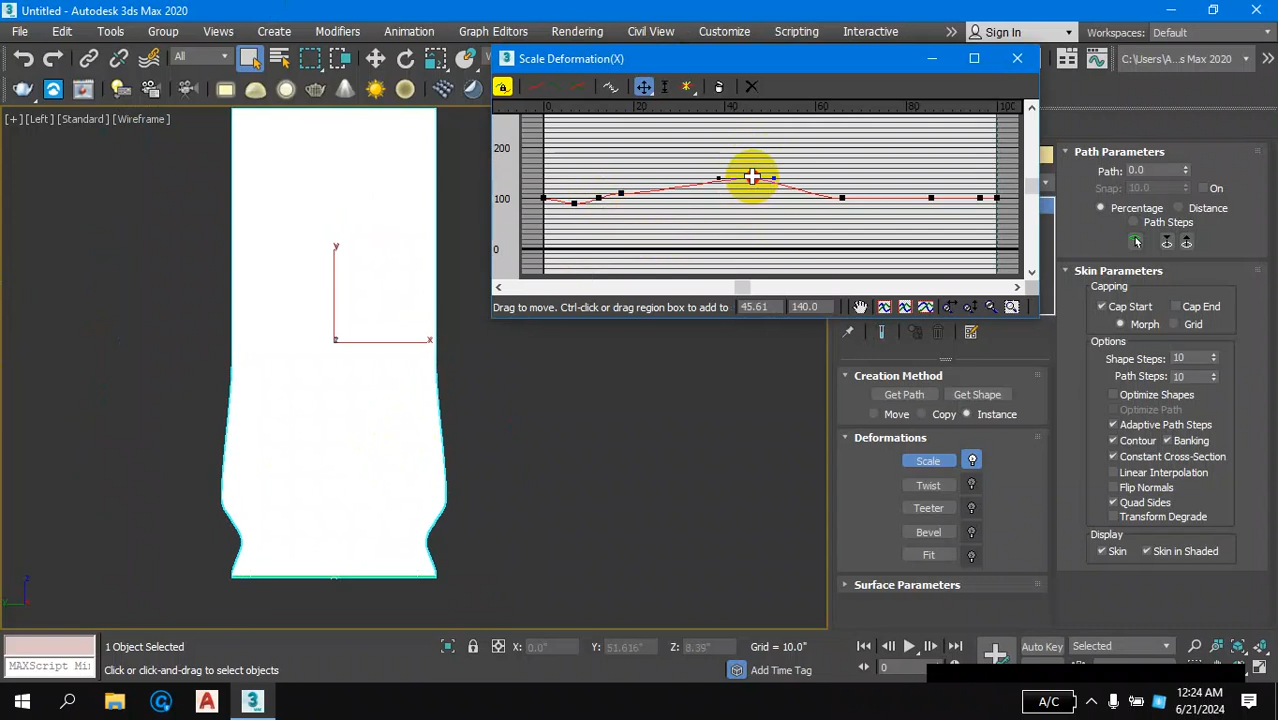 Untitled - Autodesk 3ds Max 2020
File Edit Tools Group Views Create Modifiers Animation Graph Editors Rendering Civil View Customize Scripting Interactive Sign In Workspaces: Default
All C:\Users\A...s Max 2020
Scale Deformation(X)
[+] [Left] [Standard] [Wireframe]
0 20 40 60 80 100
200
100
0
Drag to move. Ctrl-click or drag region box to add to 45.61 140.0
y
x
z
Path Parameters
Path: 0.0
Snap: 10.0 On
Percentage Distance
Path Steps
Skin Parameters
Capping
Cap Start Cap End
Morph Grid
Options
Shape Steps: 10
Path Steps: 10
Optimize Shapes
Optimize Path
Adaptive Path Steps
Contour Banking
Constant Cross-Section
Linear Interpolation
Flip Normals
Quad Sides
Transform Degrade
Display
Skin Skin in Shaded
Creation Method
Get Path Get Shape
Move Copy Instance
Deformations
Scale
Twist
Teeter
Bevel
Fit
Surface Parameters
z
y
1 Object Selected
X: 0.0" Y: 51.616" Z: 8.39" Grid = 10.0"
Auto Key Selected
MAXScript Mi
Click or click-and-drag to select objects
Add Time Tag
0
A/C
12:24 AM
6/21/2024